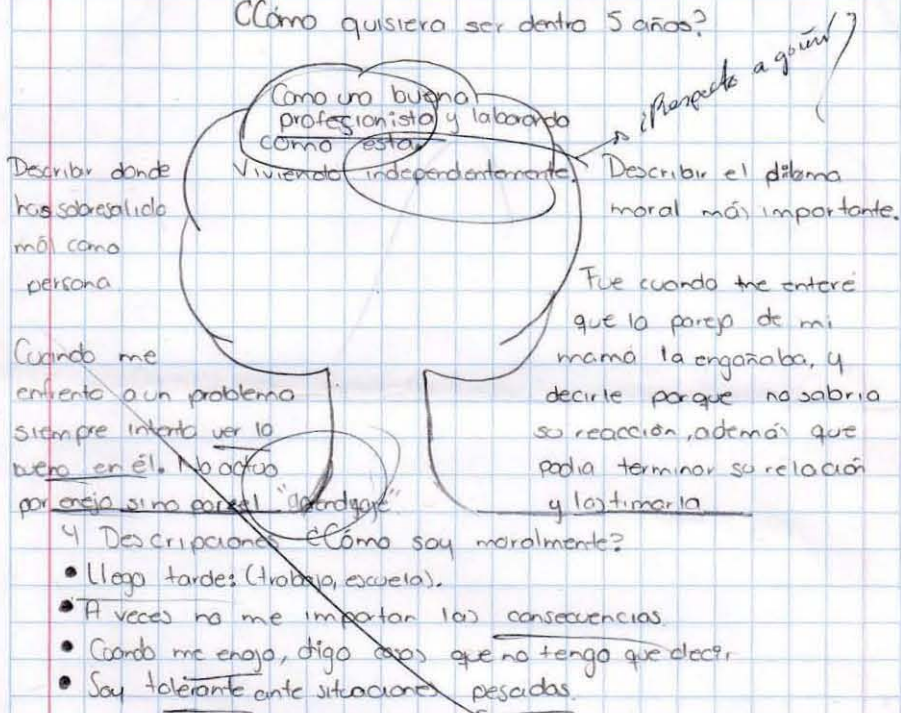 ¿Cómo quisiera ser dentro 5 años?
Como una buena
profesionista y laborando
como esta.
Viviendo independientemente.
¿Respecto a quién?
Describir donde
has sobresalido
más como
persona
Cuando me
enfrento a un problema
siempre intento ver lo
bueno en él. No actuo
por enojo sino por el "aprendizaje"
Describir el dilema
moral más importante.
Fue cuando me enteré
que la pareja de mi
mamá la engañaba, y
decirle porque no sabria
su reacción, además que
podia terminar su relación
y lastimarla
4 Descripciones ¿Cómo soy moralmente?
• Llego tarde: (trabajo, escuela).
• A veces no me importan las consecuencias.
• Cuando me enojo, digo cosas que no tengo que decir.
• Soy tolerante ante situaciones pesadas.